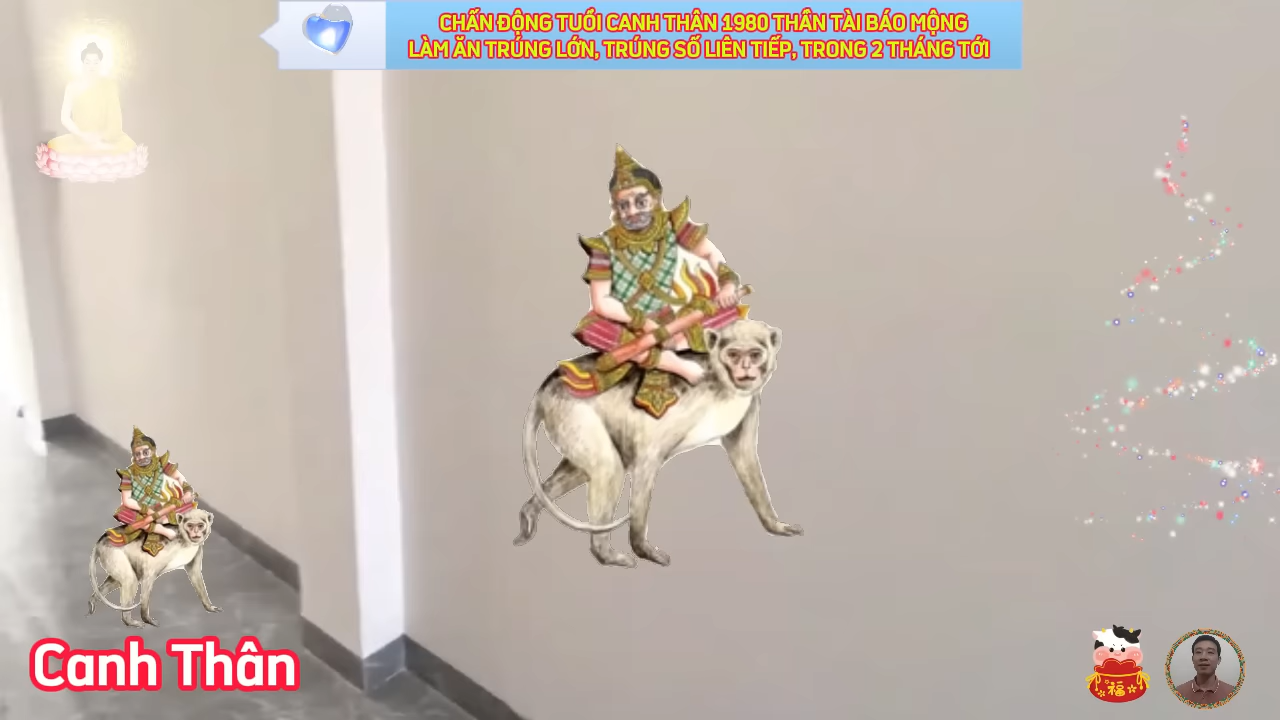 CHẤN ĐỘNG TUỔI CANH THÂN 1980 THẦN TÀI BÁO MỘNG
LÀM ĂN TRÚNG LỚN, TRÚNG SỐ LIÊN TIẾP, TRONG 2 THÁNG TỚI
Canh Thân
福